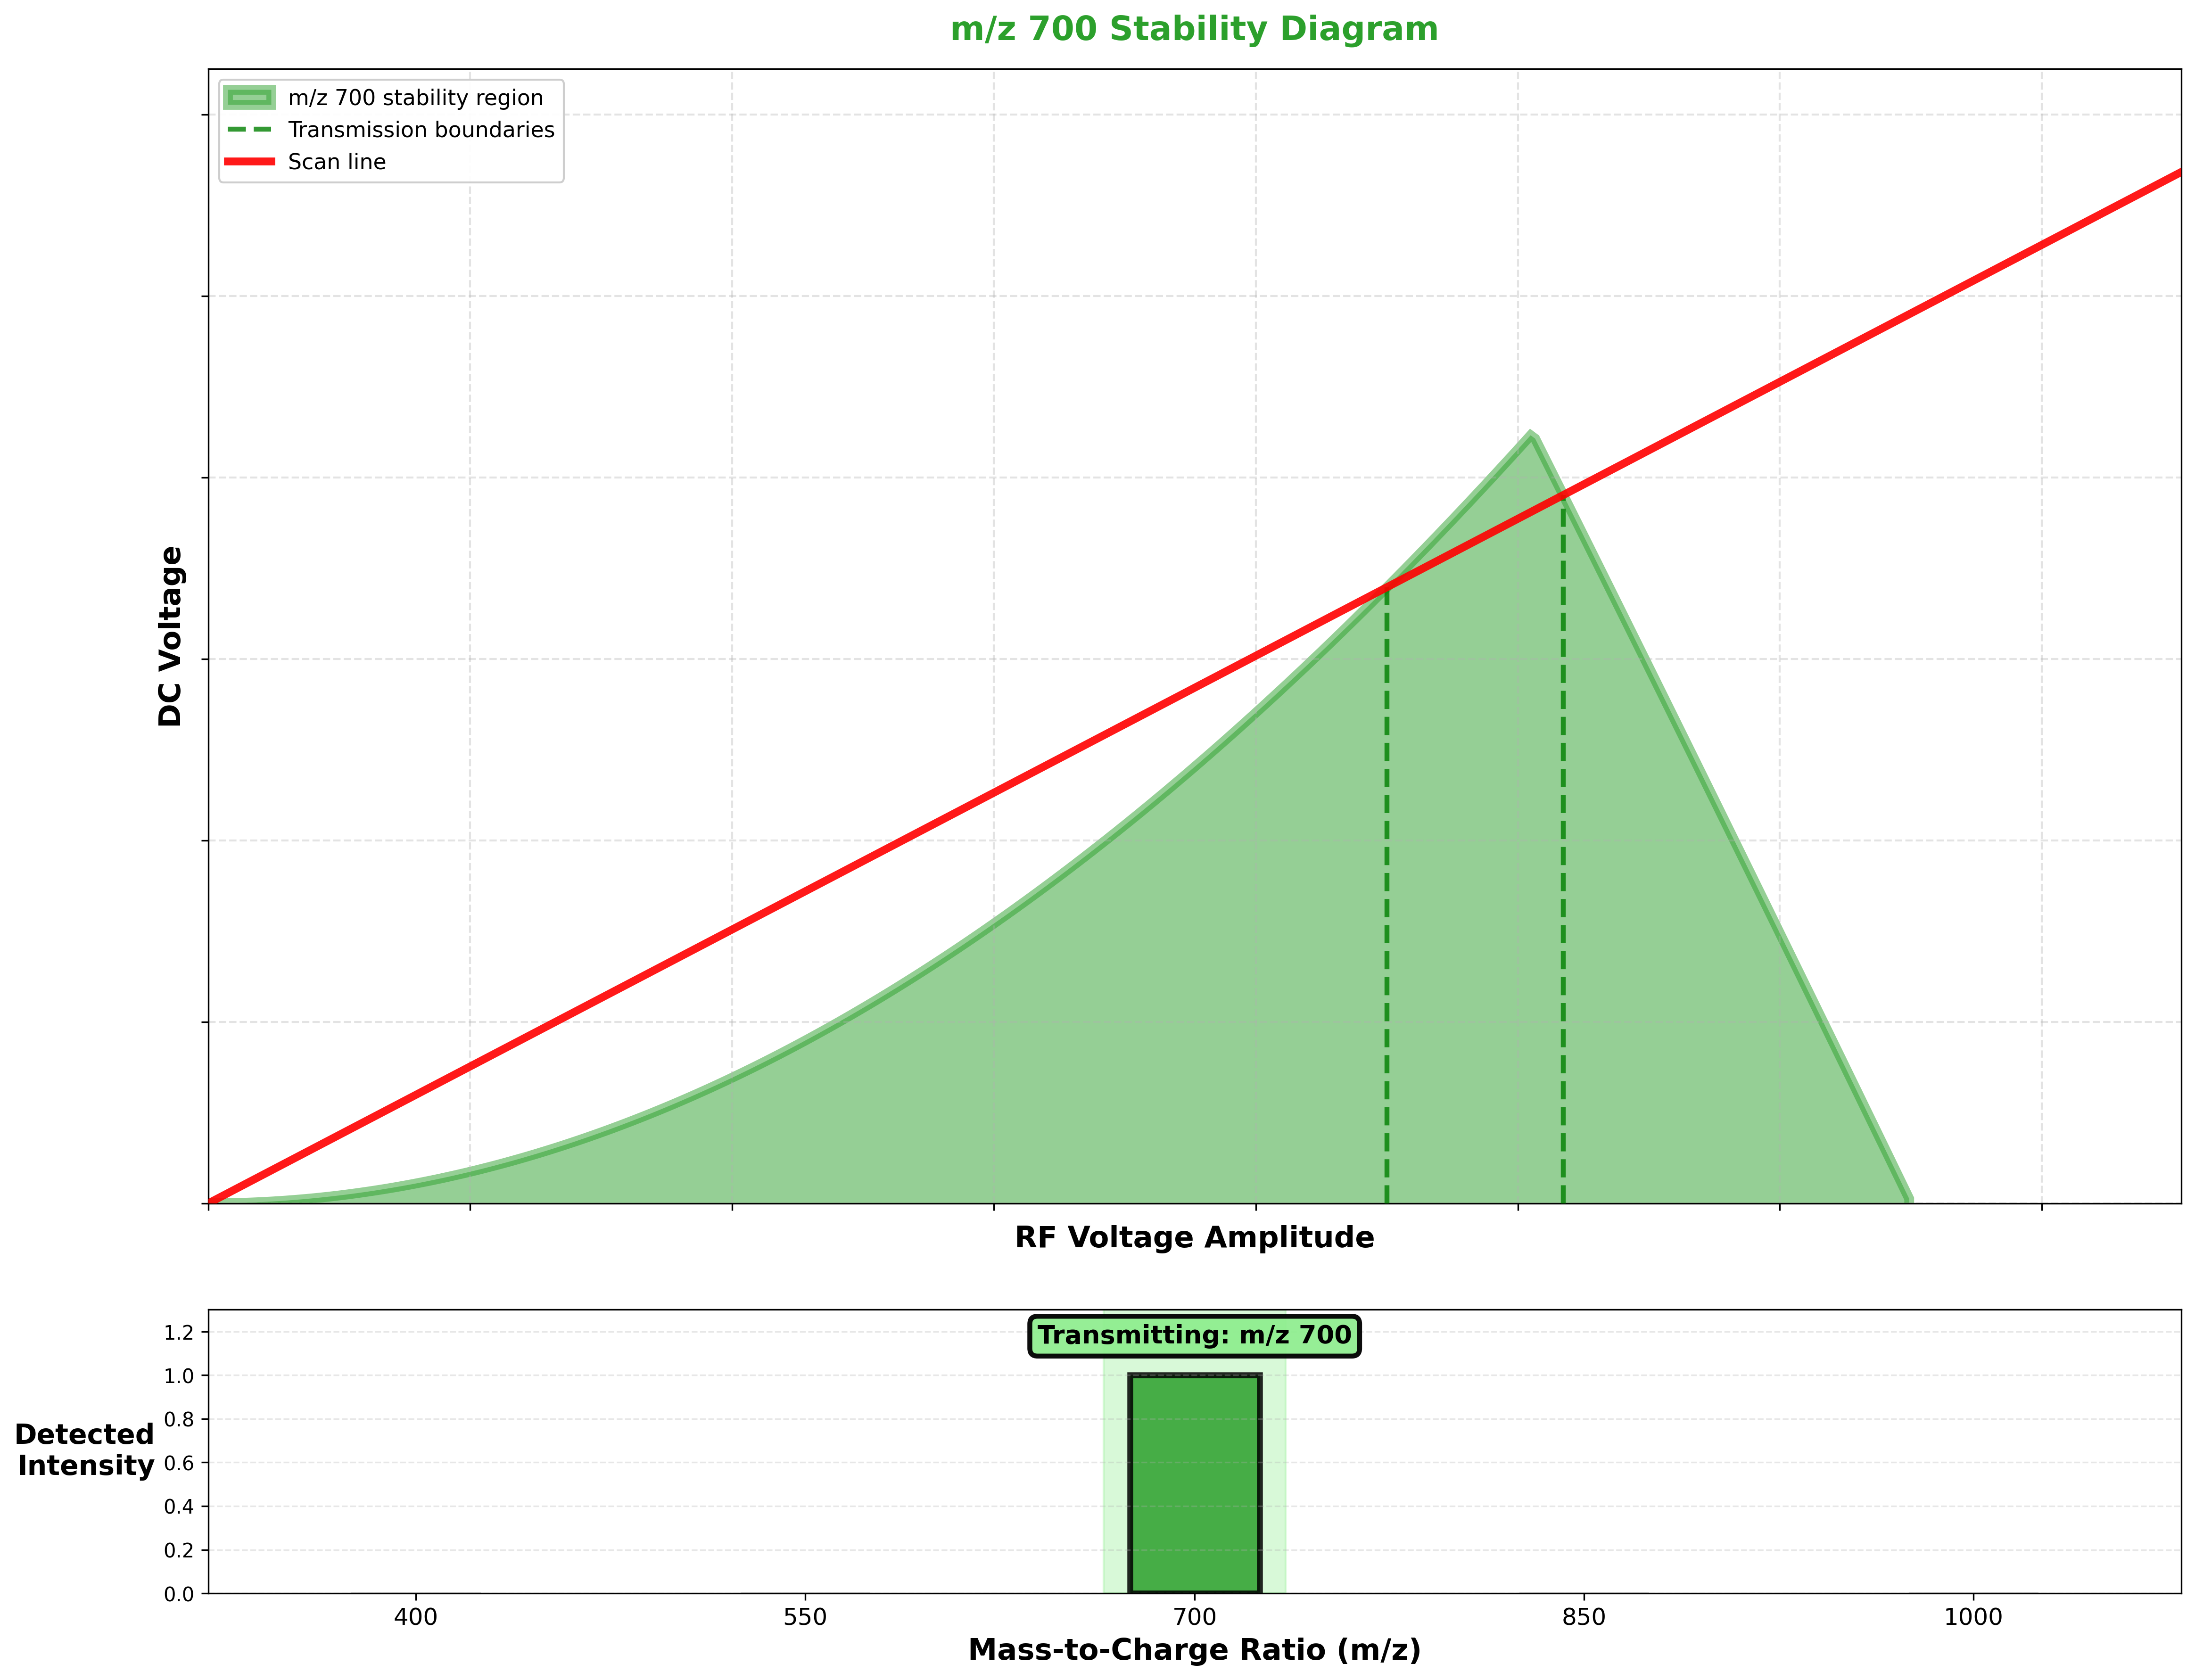 m/z 700 Stability Diagram
m/z 700 stability region
Transmission boundaries
Scan line
DC Voltage
RF Voltage Amplitude
Transmitting: m/z 700
Detected
Intensity
1.2
1.0
0.8
0.6
0.4
0.2
0.0
400 550 700 850 1000
Mass-to-Charge Ratio (m/z)